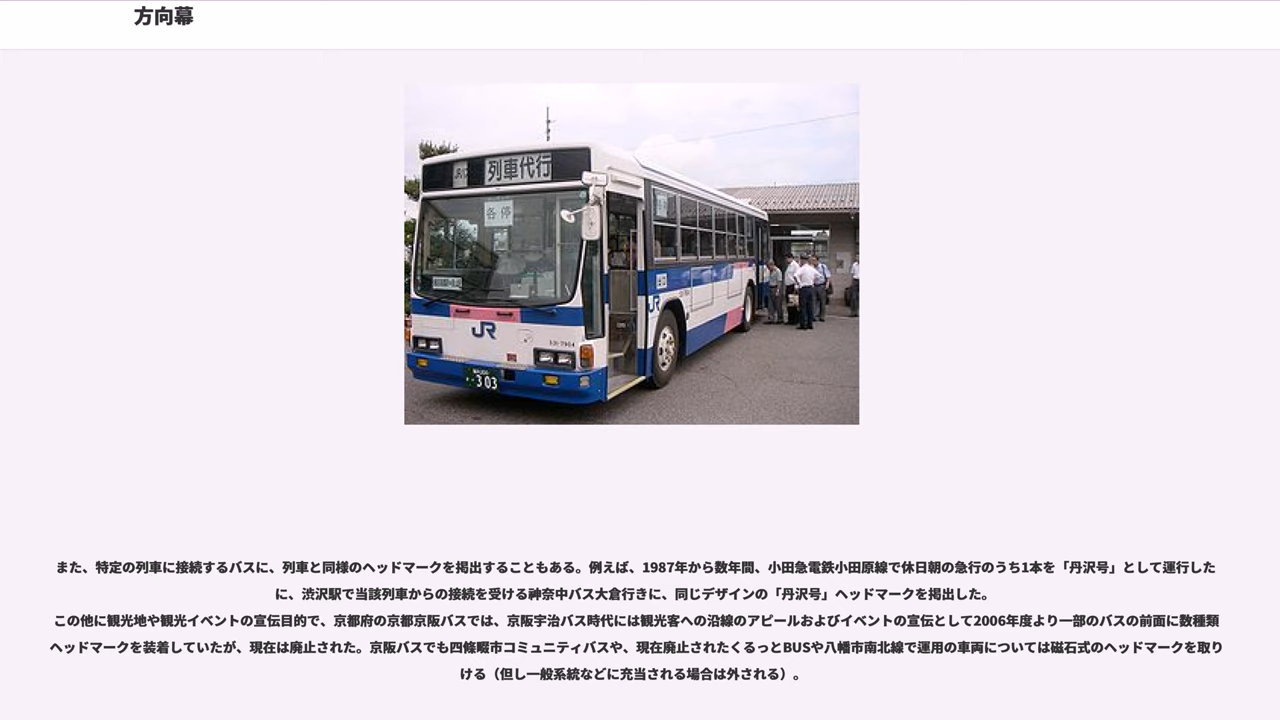 方向幕
列車代行
各停
JR
JR
531-7904
303
また、特定の列車に接続するバスに、列車と同様のヘッドマークを掲出することもある。例えば、1987年から数年間、小田急電鉄小田原線で休日朝の急行のうち1本を「丹沢号」として運行した
に、渋沢駅で当該列車からの接続を受ける神奈中バス大倉行きに、同じデザインの「丹沢号」ヘッドマークを掲出した。
この他に観光地や観光イベントの宣伝目的で、京都府の京都京阪バスでは、京阪宇治バス時代には観光客への沿線のアピールおよびイベントの宣伝として2006年度より一部のバスの前面に数種類
ヘッドマークを装着していたが、現在は廃止された。京阪バスでも四條畷市コミュニティバスや、現在廃止されたくるっとBUSや八幡市南北線で運用の車両については磁石式のヘッドマークを取り
ける（但し一般系統などに充当される場合は外される）。